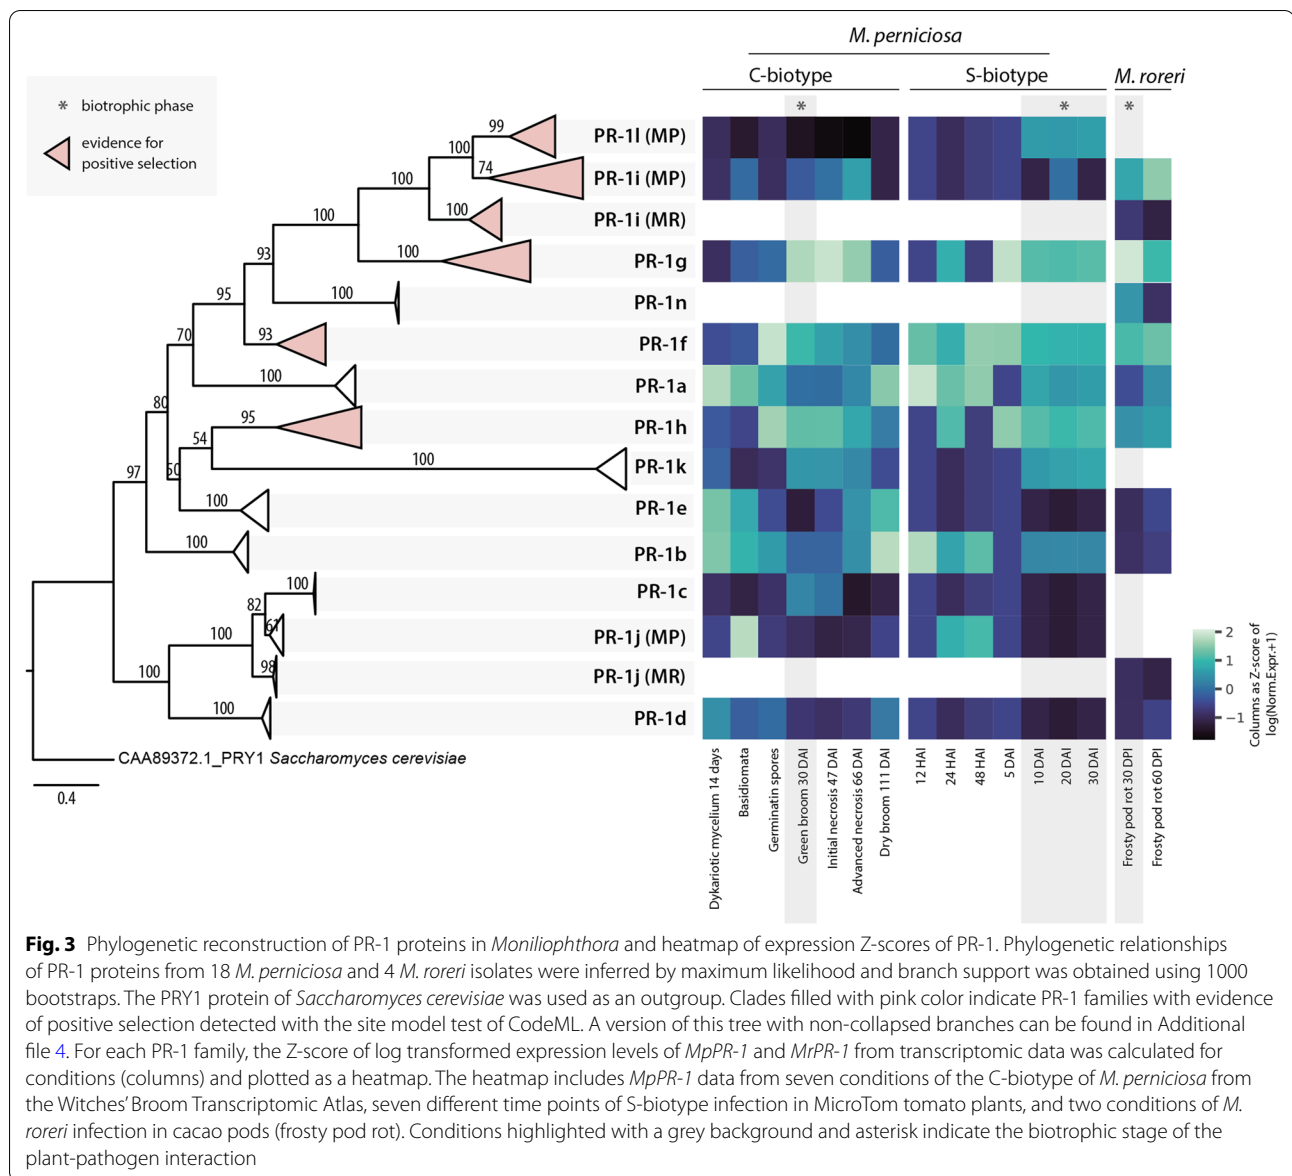 M. perniciosa
C-biotype
S-biotype
M. roreri
* biotrophic phase
evidence for
positive selection
*
*
*
99
PR-1l (MP)
100
74
PR-1i (MP)
100
100
PR-1i (MR)
100
100
PR-1g
93
100
PR-1n
95
93
PR-1f
70
100
PR-1a
80
95
PR-1h
54
100
PR-1k
97
50
100
PR-1e
100
PR-1b
100
PR-1c
82
61
PR-1j (MP)
100
98
PR-1j (MR)
100
100
PR-1d
CAA89372.1_PRY1 Saccharomyces cerevisiae
0.4
Dykariotic mycelium 14 days
Basidiomata
Germinatin spores
Green broom 30 DAI
Initial necrosis 47 DAI
Advanced necrosis 66 DAI
Dry broom 111 DAI
12 HAI
24 HAI
48 HAI
5 DAI
10 DAI
20 DAI
30 DAI
Frosty pod rot 30 DPI
Frosty pod rot 60 DPI
2
1
0
−1
Columns as Z-score of
log(Norm.Expr.+1)
Fig. 3 Phylogenetic reconstruction of PR-1 proteins in Moniliophthora and heatmap of expression Z-scores of PR-1. Phylogenetic relationships
of PR-1 proteins from 18 M. perniciosa and 4 M. roreri isolates were inferred by maximum likelihood and branch support was obtained using 1000
bootstraps. The PRY1 protein of Saccharomyces cerevisiae was used as an outgroup. Clades filled with pink color indicate PR-1 families with evidence
of positive selection detected with the site model test of CodeML. A version of this tree with non-collapsed branches can be found in Additional
file 4. For each PR-1 family, the Z-score of log transformed expression levels of MpPR-1 and MrPR-1 from transcriptomic data was calculated for
conditions (columns) and plotted as a heatmap. The heatmap includes MpPR-1 data from seven conditions of the C-biotype of M. perniciosa from
the Witches' Broom Transcriptomic Atlas, seven different time points of S-biotype infection in MicroTom tomato plants, and two conditions of M.
roreri infection in cacao pods (frosty pod rot). Conditions highlighted with a grey background and asterisk indicate the biotrophic stage of the
plant-pathogen interaction